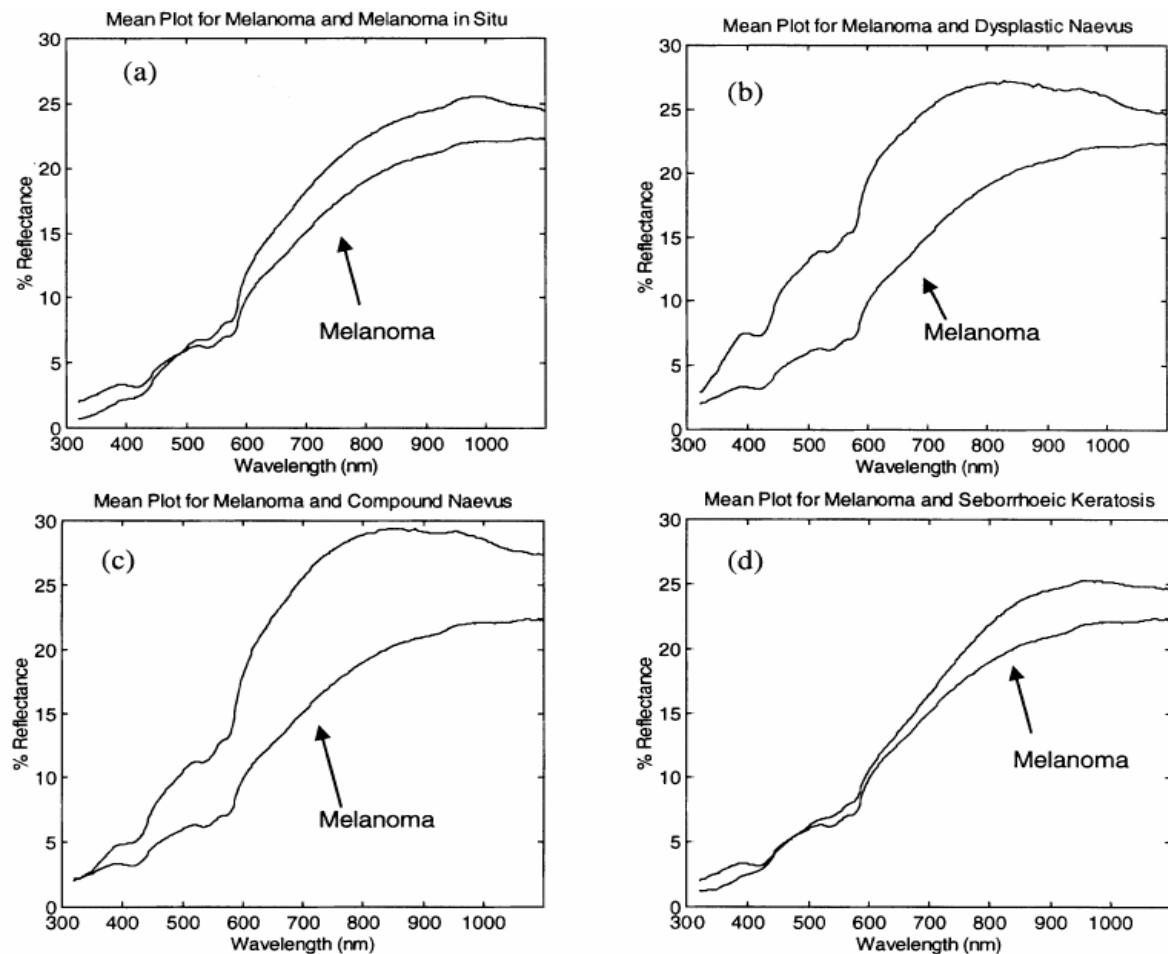 Mean Plot for Melanoma and Melanoma in Situ
30
25
20
15
10
5
0
% Reflectance
(a)
Melanoma
300 400 500 600 700 800 900 1000
Wavelength (nm)
Mean Plot for Melanoma and Dysplastic Naevus
30
25
20
15
10
5
0
% Reflectance
(b)
Melanoma
300 400 500 600 700 800 900 1000
Wavelength (nm)
Mean Plot for Melanoma and Compound Naevus
30
25
20
15
10
5
0
% Reflectance
(c)
Melanoma
300 400 500 600 700 800 900 1000
Wavelength (nm)
Mean Plot for Melanoma and Seborrhoeic Keratosis
30
25
20
15
10
5
0
% Reflectance
(d)
Melanoma
300 400 500 600 700 800 900 1000
Wavelength (nm)